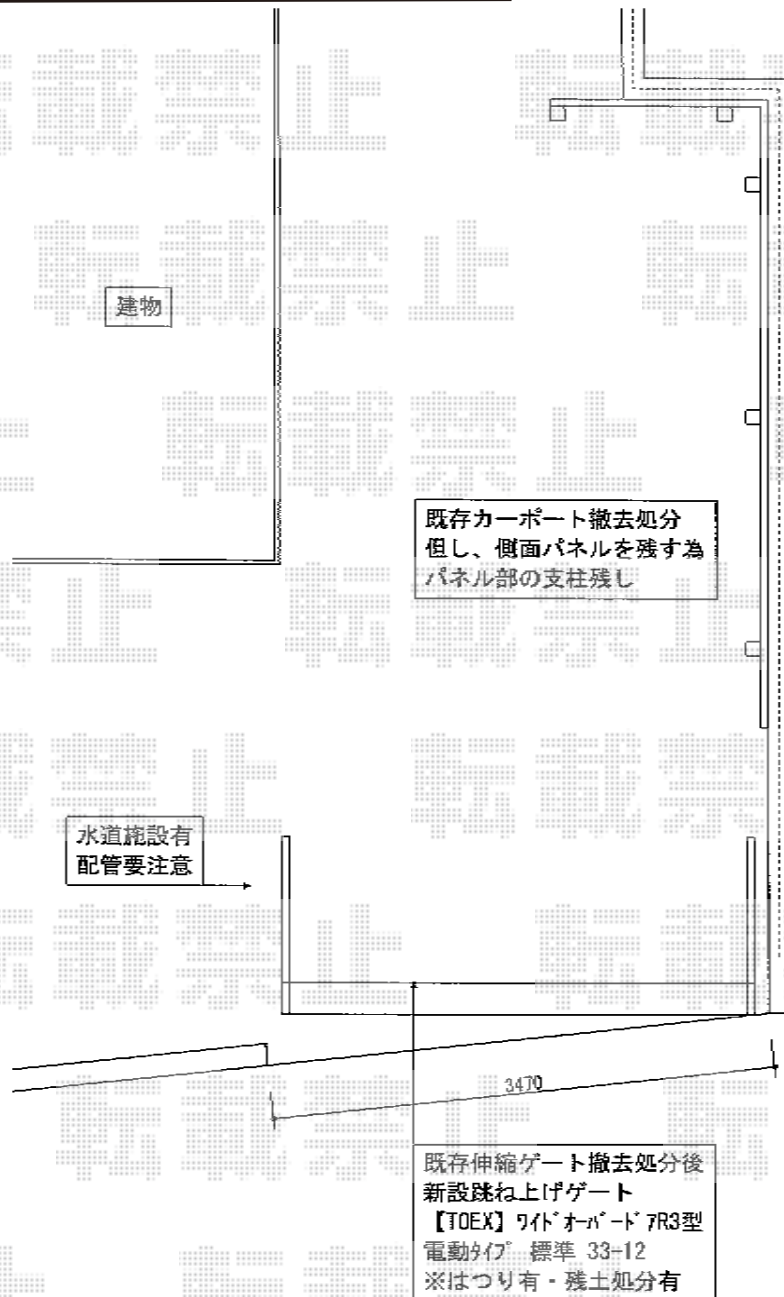 建物
既存カーポート撤去処分
但し、側面パネルを残す為
パネル部の支柱残し
水道施設有
配管要注意
3470
既存伸縮ゲート撤去処分後
新設跳ね上げゲート
【TOEX】ワイドオーバードアR3型
電動タイプ 標準 33-12
※はつり有・残土処分有
転載禁止